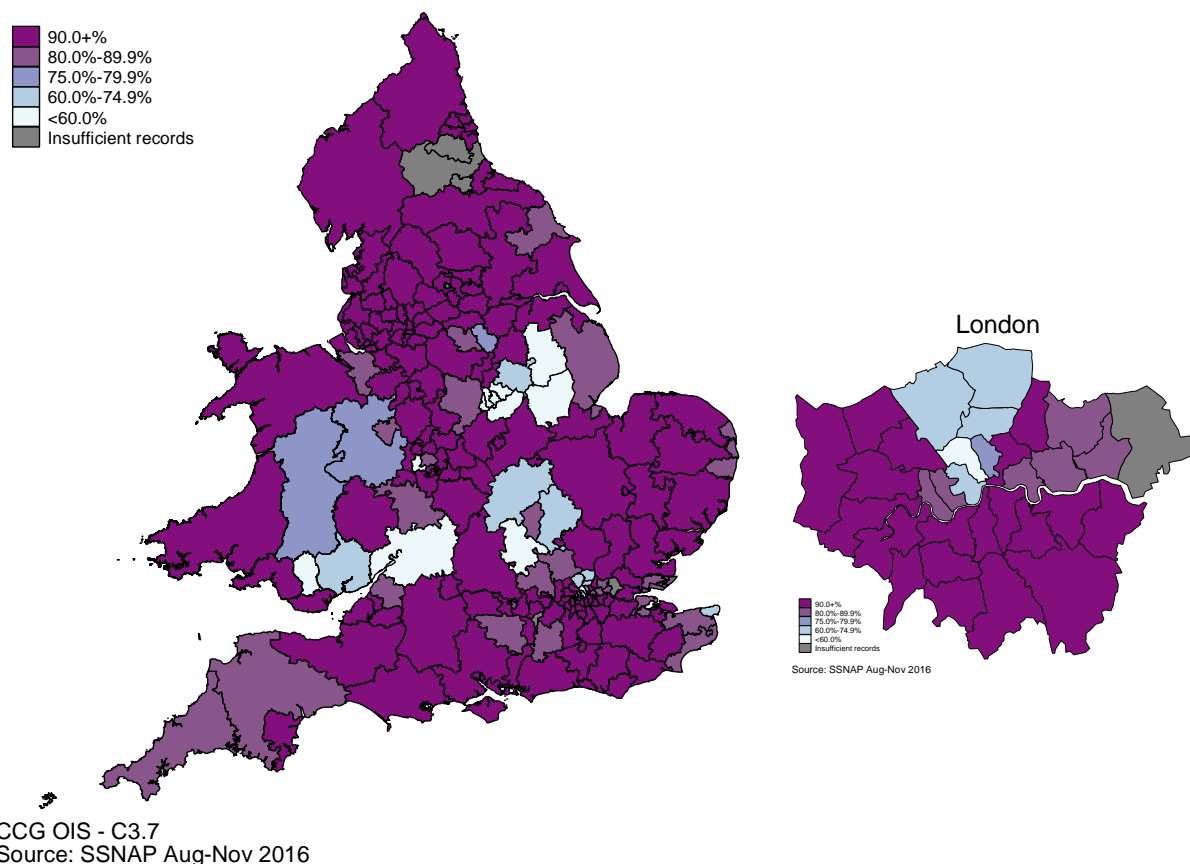 90.0+%
80.0%-89.9%
75.0%-79.9%
60.0%-74.9%
<60.0%
Insufficient records
London
90.0+%
80.0%-89.9%
75.0%-79.9%
60.0%-74.9%
<60.0%
Insufficient records
Source: SSNAP Aug-Nov 2016
CCG OIS - C3.7
Source: SSNAP Aug-Nov 2016